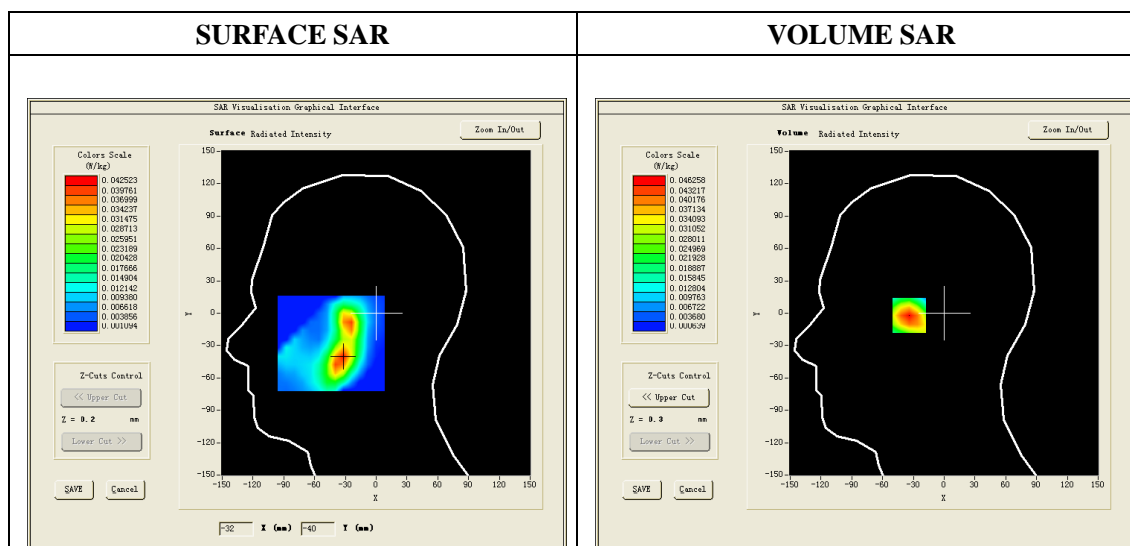 SURFACE SAR
VOLUME SAR
SAR Visualisation Graphical Interface
Surface Radiated Intensity
Zoom In/Out
Colors Scale
(W/kg)
0.042523
0.039761
0.036999
0.034237
0.031475
0.028713
0.025951
0.023189
0.020428
0.017666
0.014904
0.012142
0.009380
0.006618
0.003856
0.001094
Z-Cuts Control
<< Upper Cut
Z = 0.2 mm
Lower Cut >>
SAVE Cancel
150
120
90
60
30
0
-30
-60
-90
-120
-150
Y
-150 -120 -90 -60 -30 0 30 60 90 120 150
X
-32 X (mm) -40 Y (mm)
SAR Visualisation Graphical Interface
Volume Radiated Intensity
Zoom In/Out
Colors Scale
(W/kg)
0.046258
0.043217
0.040176
0.037134
0.034093
0.031052
0.028011
0.024969
0.021928
0.018887
0.015845
0.012804
0.009763
0.006722
0.003680
0.000639
Z-Cuts Control
<< Upper Cut
Z = 0.3 mm
Lower Cut >>
SAVE Cancel
150
120
90
60
30
0
-30
-60
-90
-120
-150
Y
-150 -120 -90 -60 -30 0 30 60 90 120 150
X